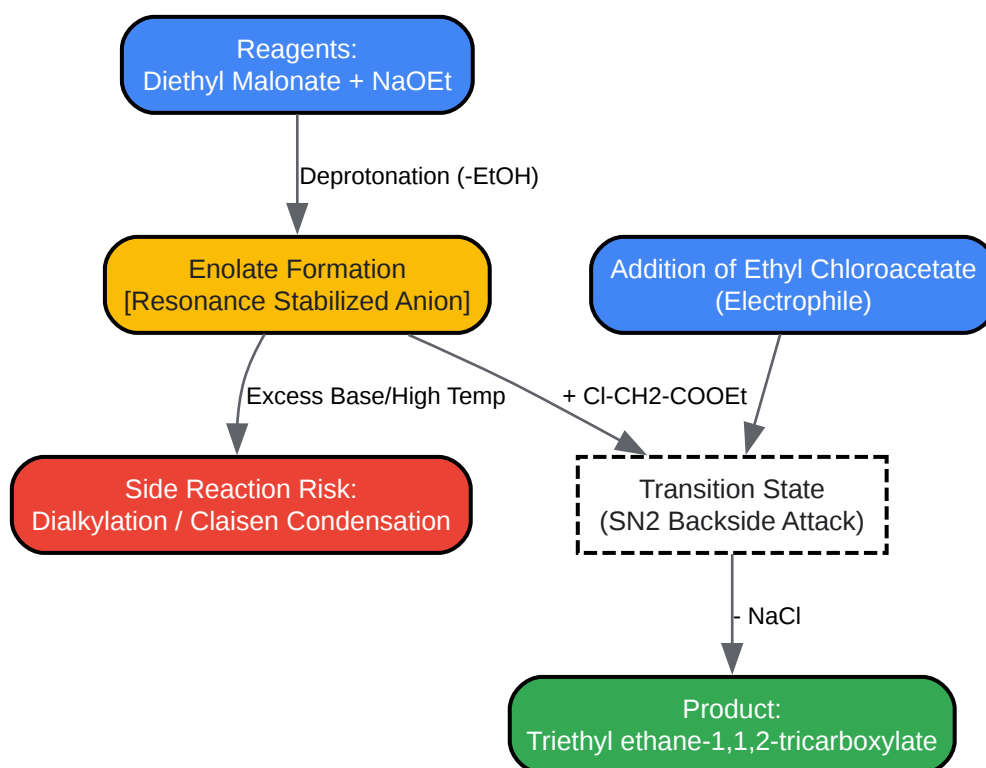 Reagents:
Diethyl Malonate + NaOEt
Deprotonation (-EtOH)
Enolate Formation
[Resonance Stabilized Anion]
Addition of Ethyl Chloroacetate
(Electrophile)
Excess Base/High Temp
+ Cl-CH2-COOEt
Side Reaction Risk:
Dialkylation / Claisen Condensation
Transition State
(SN2 Backside Attack)
- NaCl
Product:
Triethyl ethane-1,1,2-tricarboxylate